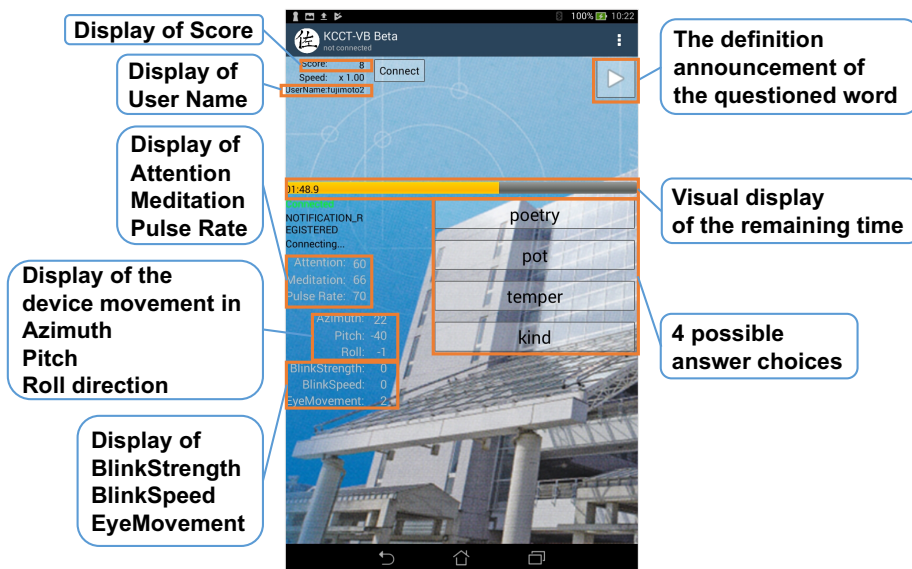 Display of Score
Display of
User Name
Display of
Attention
Meditation
Pulse Rate
Display of the
device movement in
Azimuth
Pitch
Roll direction
Display of
BlinkStrength
BlinkSpeed
EyeMovement
100% 10:22
佐
KCCT-VB Beta
not connected
Score: 8
Speed: x 1.00
UserName:fujimoto2
Connect
01:48.9
NOTIFICATION_R
EGISTERED
Connecting...
Attention: 60
Meditation: 66
Pulse Rate: 70
Azimuth: 22
Pitch: -40
Roll: -1
BlinkStrength: 0
BlinkSpeed: 0
EyeMovement: 2
poetry
pot
temper
kind
The definition
announcement of
the questioned word
Visual display
of the remaining time
4 possible
answer choices